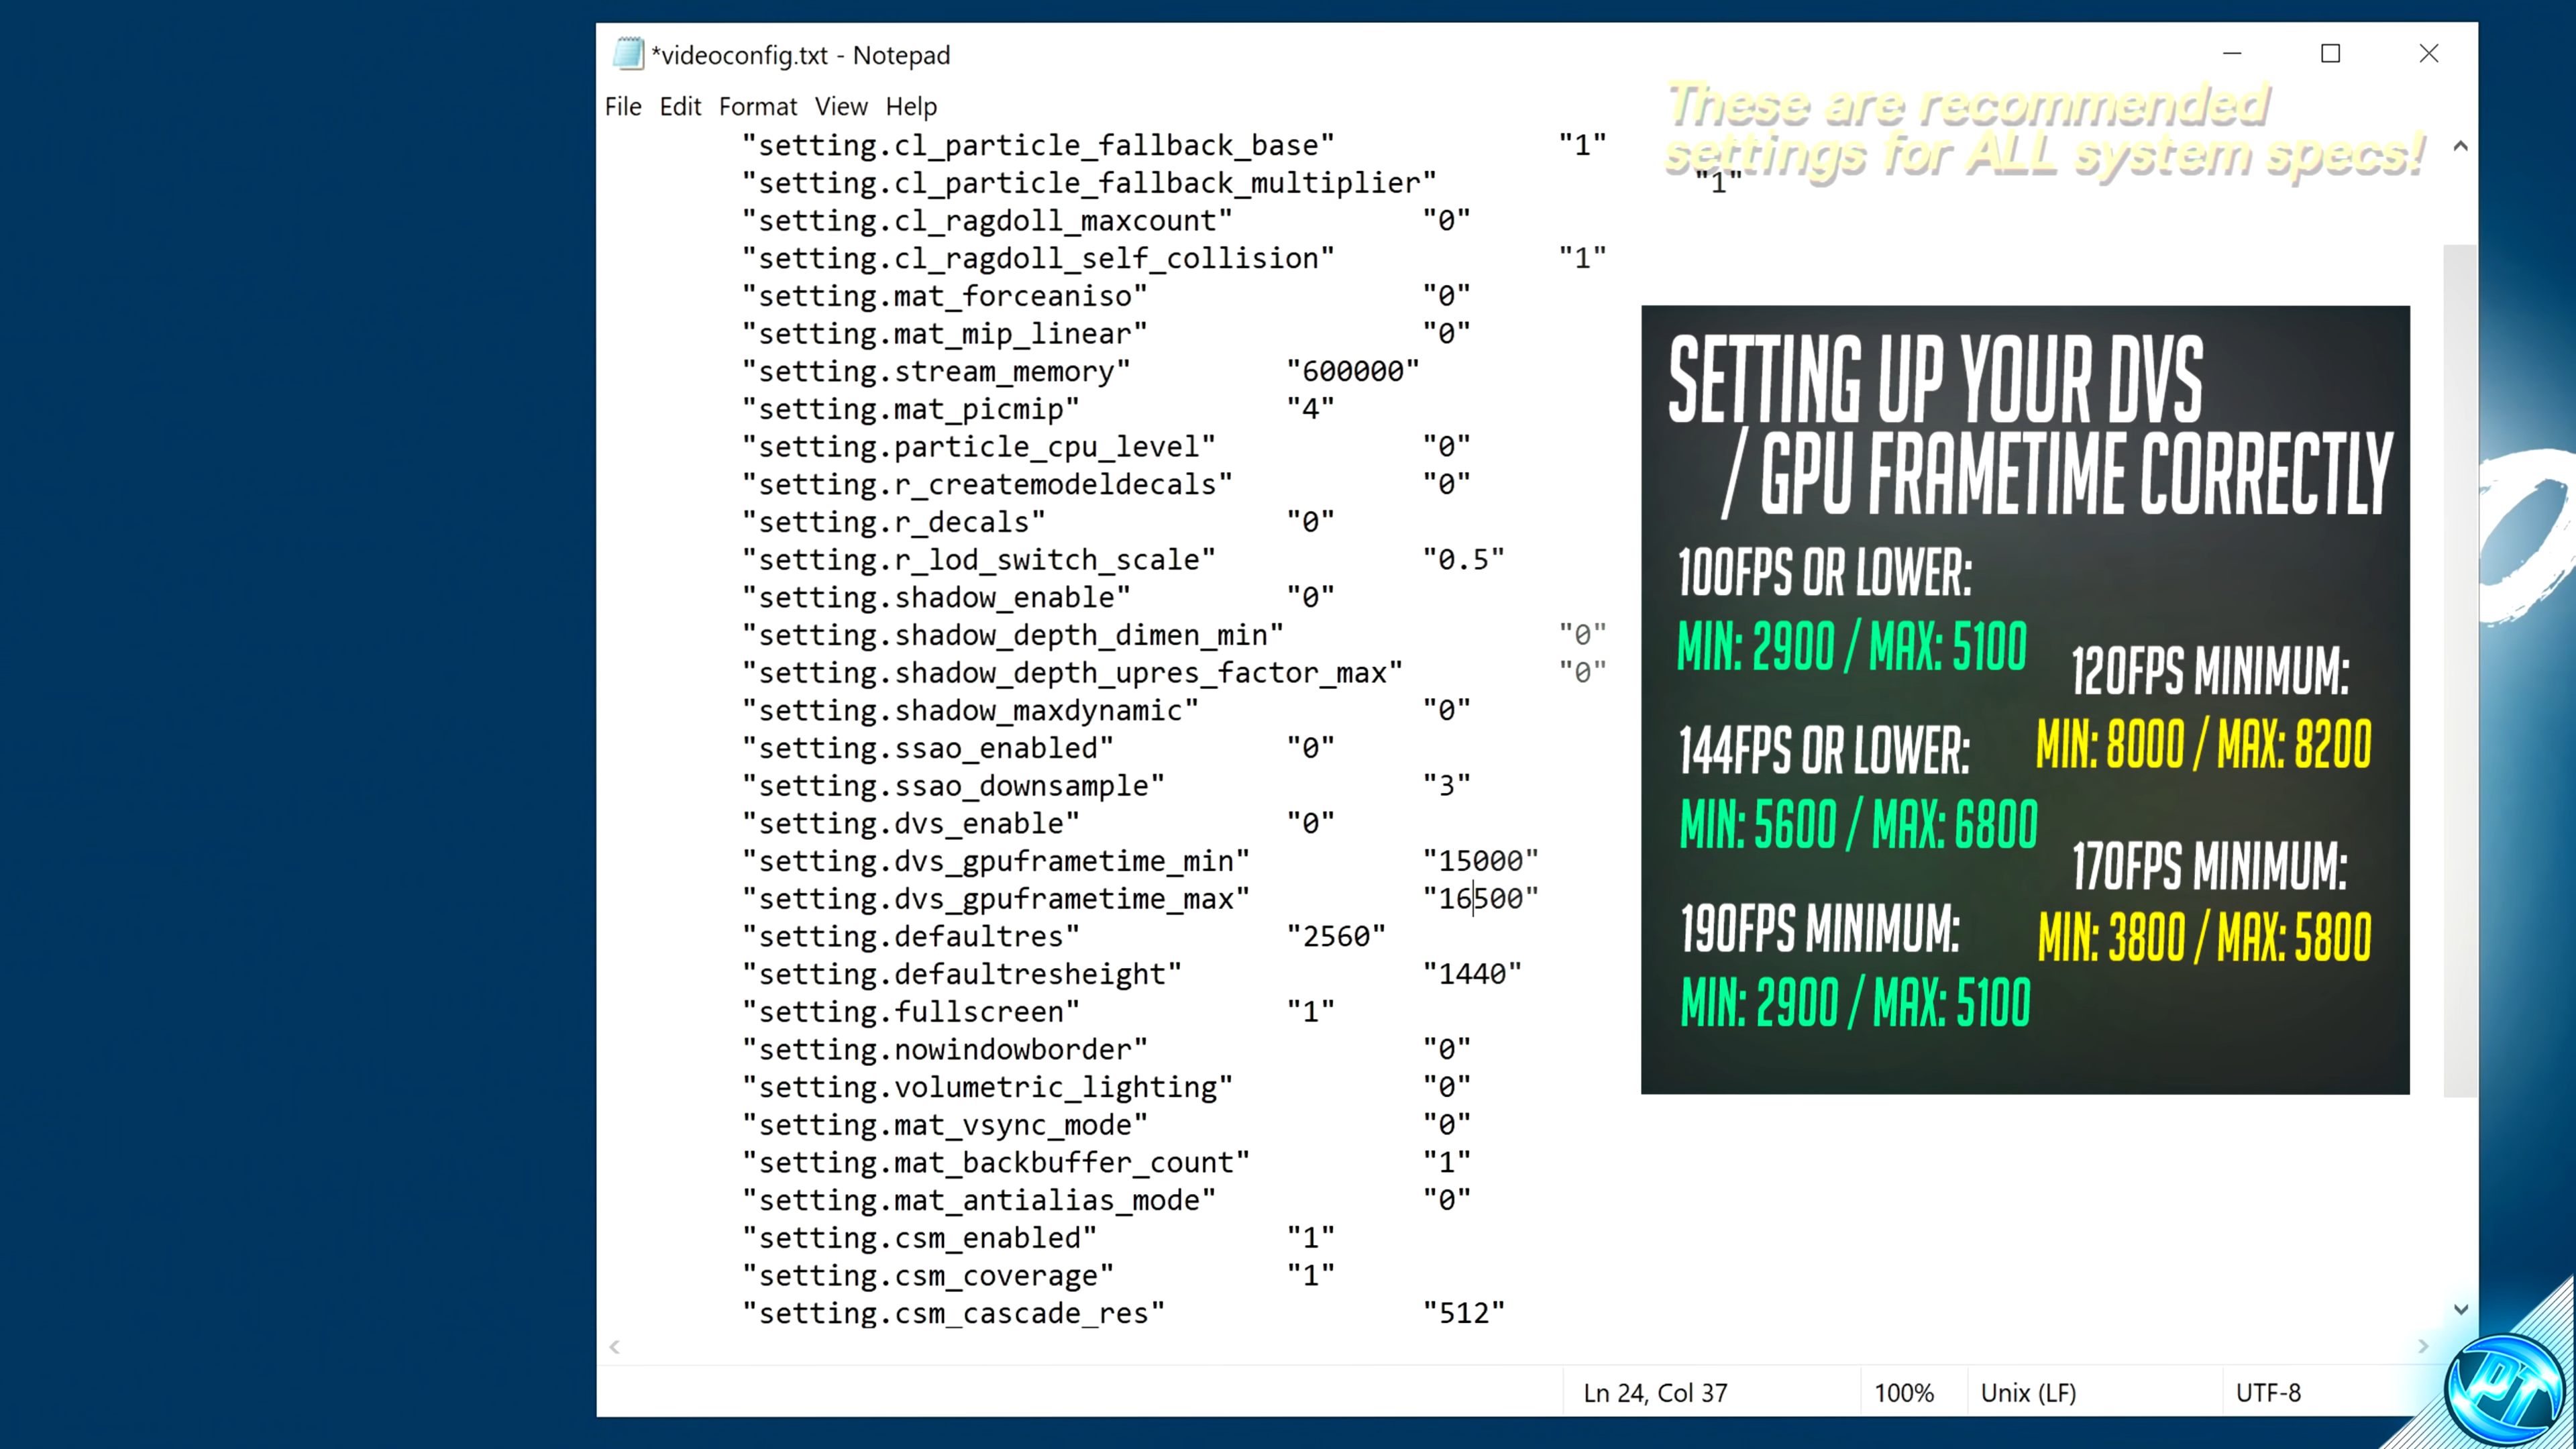 *videoconfig.txt - Notepad
File Edit Format View Help
These are recommended
settings for ALL system specs!
"setting.cl_particle_fallback_base" "1"
"setting.cl_particle_fallback_multiplier" "1"
"setting.cl_ragdoll_maxcount" "0"
"setting.cl_ragdoll_self_collision" "1"
"setting.mat_forceaniso" "0"
"setting.mat_mip_linear" "0"
"setting.stream_memory" "600000"
"setting.mat_picmip" "4"
"setting.particle_cpu_level" "0"
"setting.r_createmodeldecals" "0"
"setting.r_decals" "0"
"setting.r_lod_switch_scale" "0.5"
"setting.shadow_enable" "0"
"setting.shadow_depth_dimen_min" "0"
"setting.shadow_depth_upres_factor_max" "0"
"setting.shadow_maxdynamic" "0"
"setting.ssao_enabled" "0"
"setting.ssao_downsample" "3"
"setting.dvs_enable" "0"
"setting.dvs_gpuframetime_min" "15000"
"setting.dvs_gpuframetime_max" "16500"
"setting.defaultres" "2560"
"setting.defaultresheight" "1440"
"setting.fullscreen" "1"
"setting.nowindowborder" "0"
"setting.volumetric_lighting" "0"
"setting.mat_vsync_mode" "0"
"setting.mat_backbuffer_count" "1"
"setting.mat_antialias_mode" "0"
"setting.csm_enabled" "1"
"setting.csm_coverage" "1"
"setting.csm_cascade_res" "512"
SETTING UP YOUR DVS
/ GPU FRAMETIME CORRECTLY
100FPS OR LOWER:
MIN: 2900 / MAX: 5100
120FPS MINIMUM:
MIN: 8000 / MAX: 8200
144FPS OR LOWER:
MIN: 5600 / MAX: 6800
170FPS MINIMUM:
MIN: 3800 / MAX: 5800
190FPS MINIMUM:
MIN: 2900 / MAX: 5100
Ln 24, Col 37 100% Unix (LF) UTF-8
PT